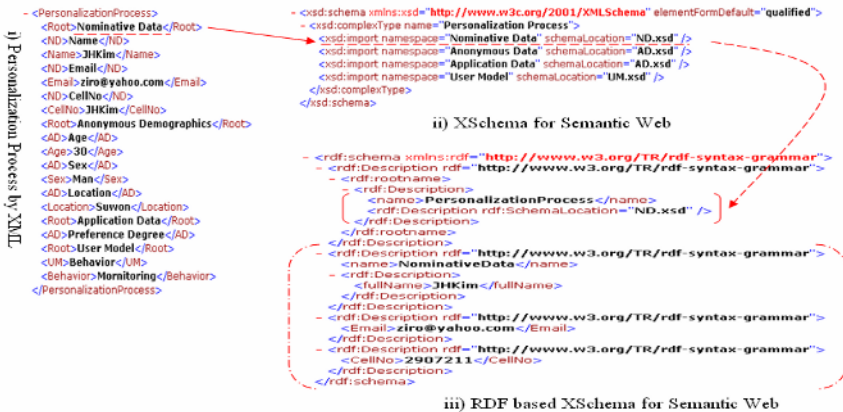 i) Personalization Process by XML
- <PersonalizationProcess>
<Root>Nominative Data</Root>
<ND>Name</ND>
<Name>JHKim</Name>
<ND>Email</ND>
<Email>ziro@yahoo.com</Email>
<ND>CellNo</ND>
<CellNo>JHKim</CellNo>
<Root>Anonymous Demographics</Root>
<AD>Age</AD>
<Age>30</Age>
<AD>Sex</AD>
<Sex>Man</Sex>
<AD>Location</AD>
<Location>Suwon</Location>
<Root>Application Data</Root>
<AD>Preference Degree</AD>
<Root>User Model</Root>
<UM>Behavior</UM>
<Behavior>Mornitoring</Behavior>
</PersonalizationProcess>
- <xsd:schema xmlns:xsd="http://www.w3c.org/2001/XMLSchema" elementFormDefault="qualified">
- <xsd:complexType name="Personalization Process">
<xsd:import namespace="Nominative Data" schemaLocation="ND.xsd" />
<xsd:import namespace="Anonymous Data" schemaLocation="AD.xsd" />
<xsd:import namespace="Application Data" schemaLocation="AD.xsd" />
<xsd:import namespace="User Model" schemaLocation="UM.xsd" />
</xsd:complexType>
</xsd:schema>
ii) XSchema for Semantic Web
- <rdf:schema xmlns:rdf="http://www.w3.org/TR/rdf-syntax-grammar">
- <rdf:Description rdf="http://www.w3.org/TR/rdf-syntax-grammar">
- <rdf:rootname>
- <rdf:Description>
<name>PersonalizationProcess</name>
<rdf:Description rdf:SchemaLocation="ND.xsd" />
</rdf:Description>
</rdf:rootname>
</rdf:Description>
- <rdf:Description rdf="http://www.w3.org/TR/rdf-syntax-grammar">
<name>NominativeData</name>
- <rdf:Description>
<fullName>JHKim</fullName>
</rdf:Description>
</rdf:Description>
- <rdf:Description rdf="http://www.w3.org/TR/rdf-syntax-grammar">
<Email>ziro@yahoo.com</Email>
</rdf:Description>
- <rdf:Description rdf="http://www.w3.org/TR/rdf-syntax-grammar">
<CellNo>2907211</CellNo>
</rdf:Description>
</rdf:schema>
iii) RDF based XSchema for Semantic Web